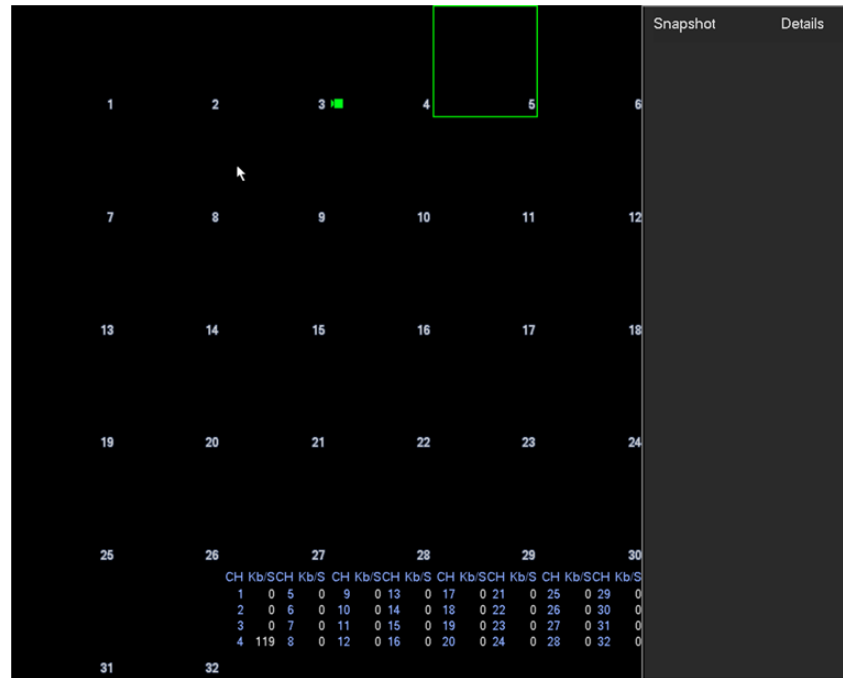 Snapshot Details
1 2 3 4 5 6
7 8 9 10 11 12
13 14 15 16 17 18
19 20 21 22 23 24
25 26 27 28 29 30
CH Kb/S CH Kb/S CH Kb/S CH Kb/S CH Kb/S CH Kb/S CH Kb/S CH Kb/S
1 0 5 0 9 0 13 0 17 0 21 0 25 0 29 0
2 0 6 0 10 0 14 0 18 0 22 0 26 0 30 0
3 0 7 0 11 0 15 0 19 0 23 0 27 0 31 0
4 119 8 0 12 0 16 0 20 0 24 0 28 0 32 0
31 32